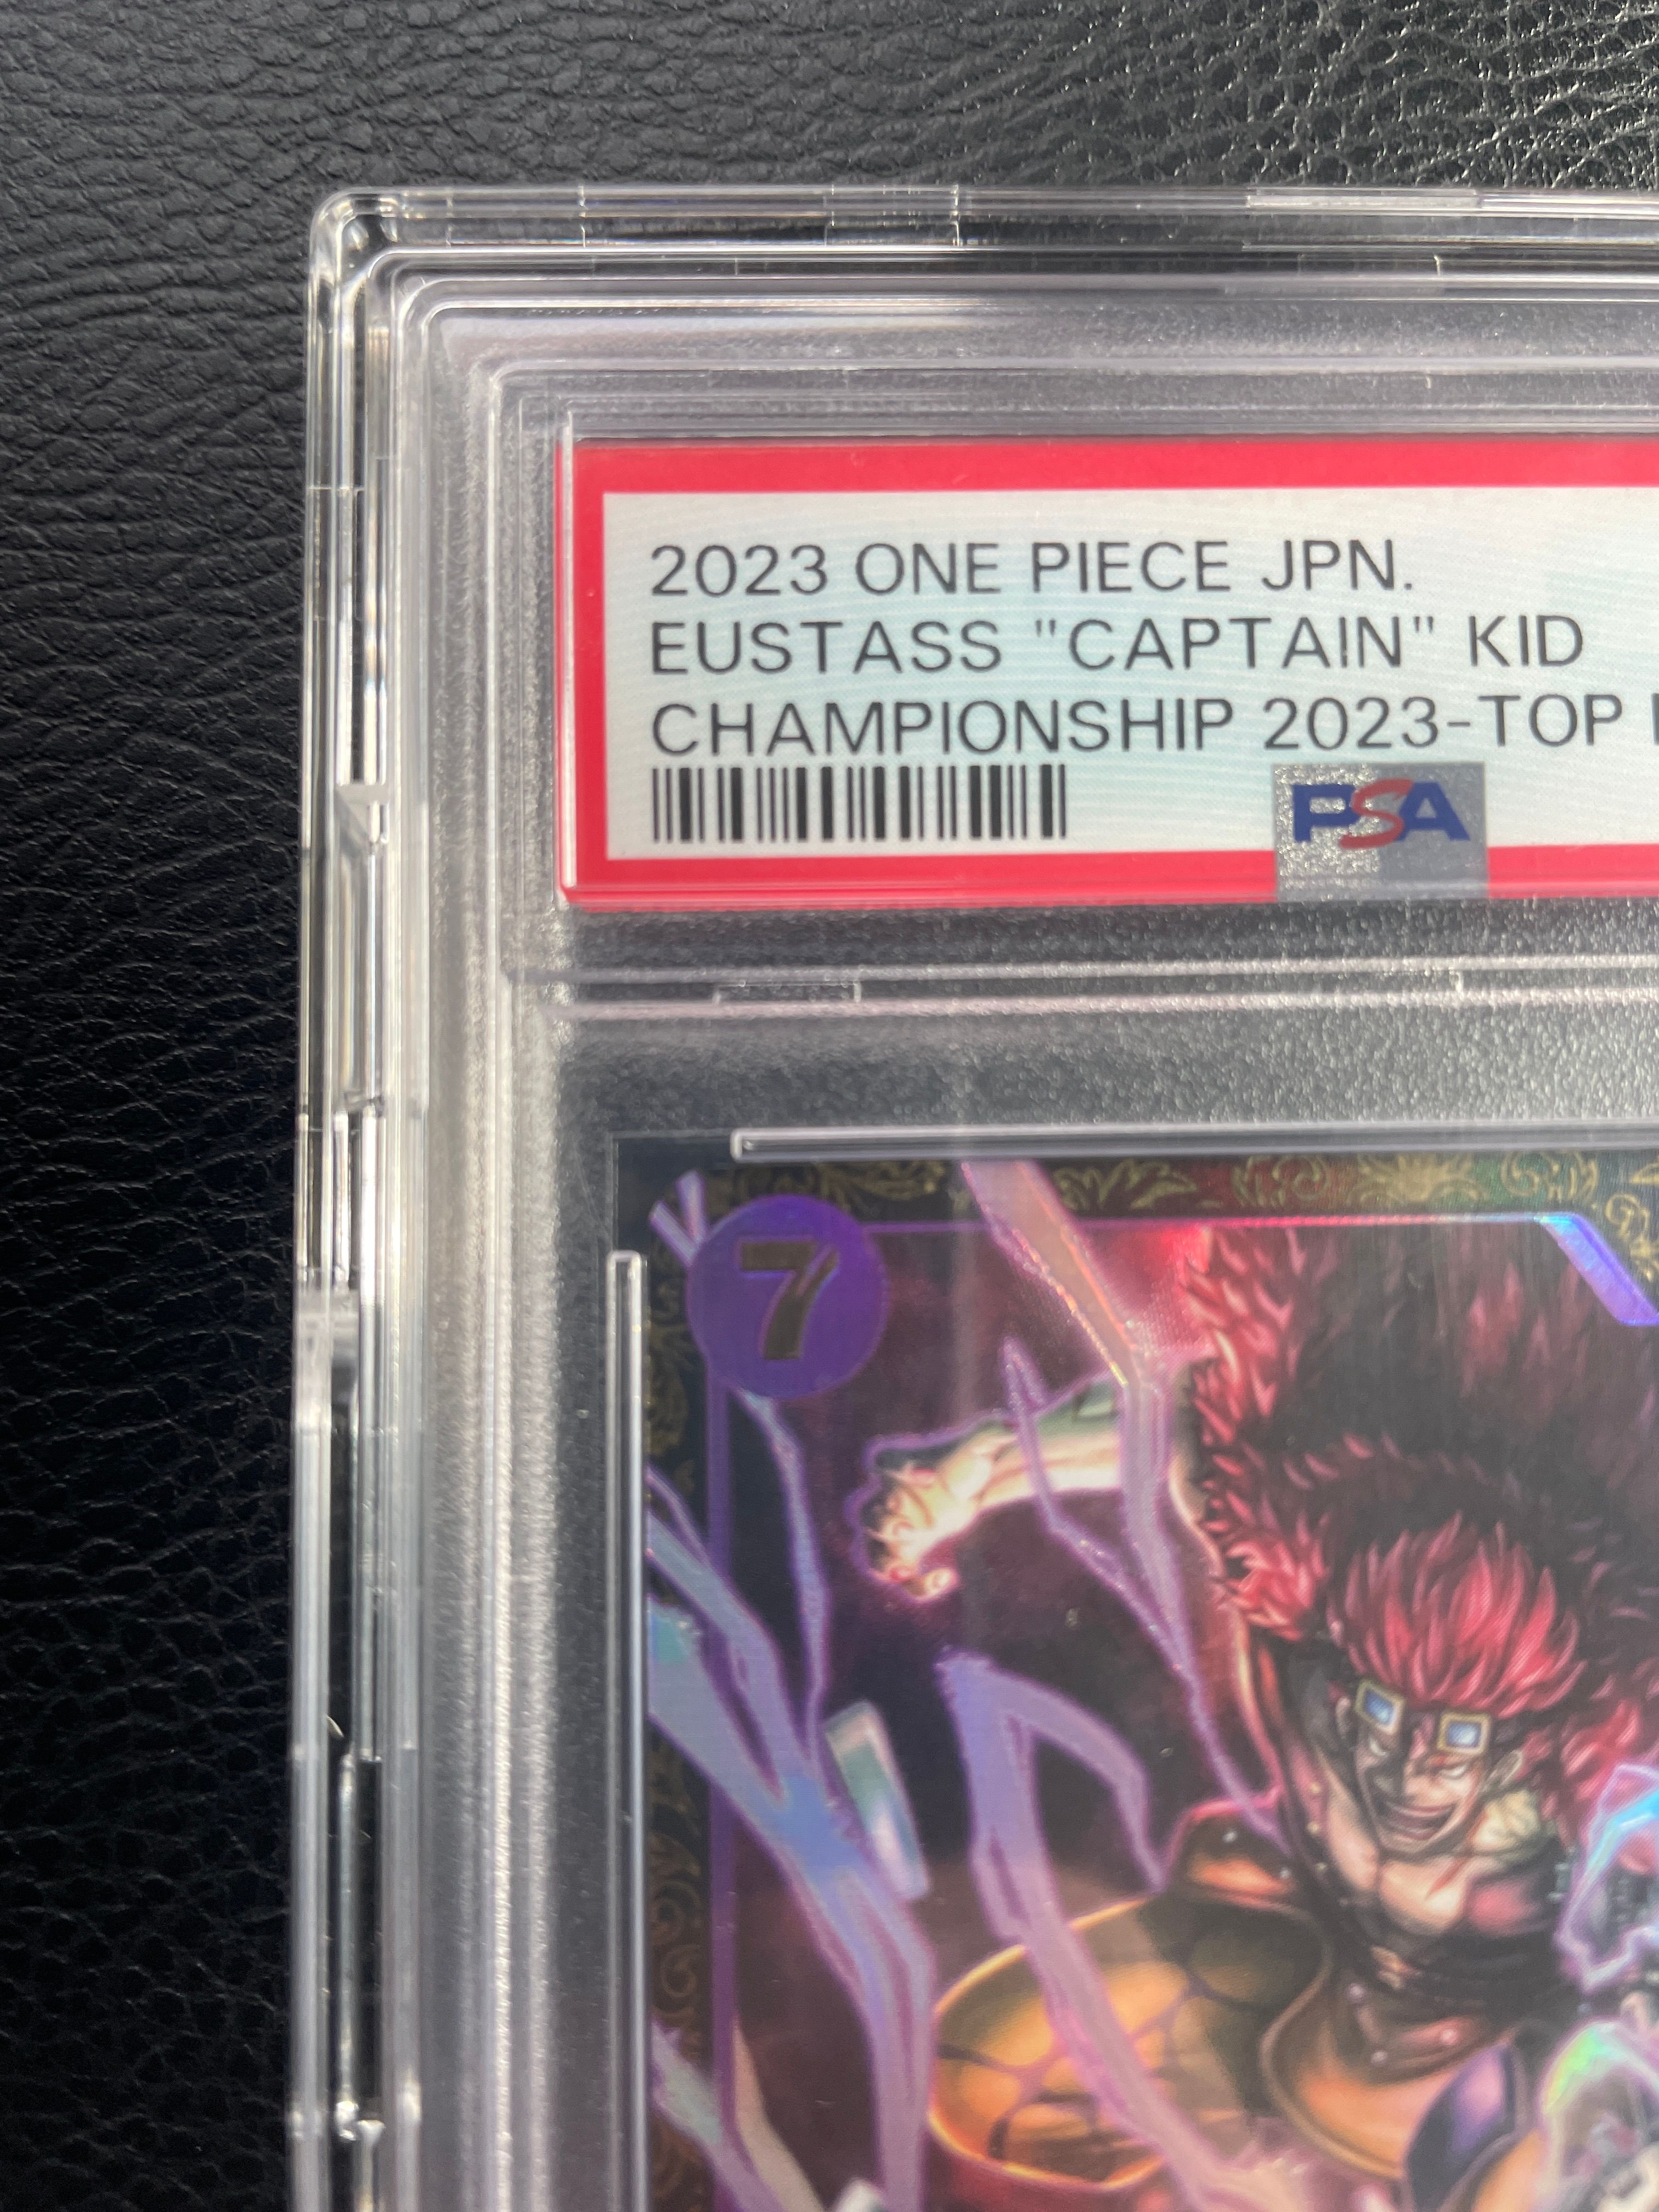 2023 ONE PIECE JPN.
EUSTASS "CAPTAIN" KID
CHAMPIONSHIP 2023-TOP
PSA
7